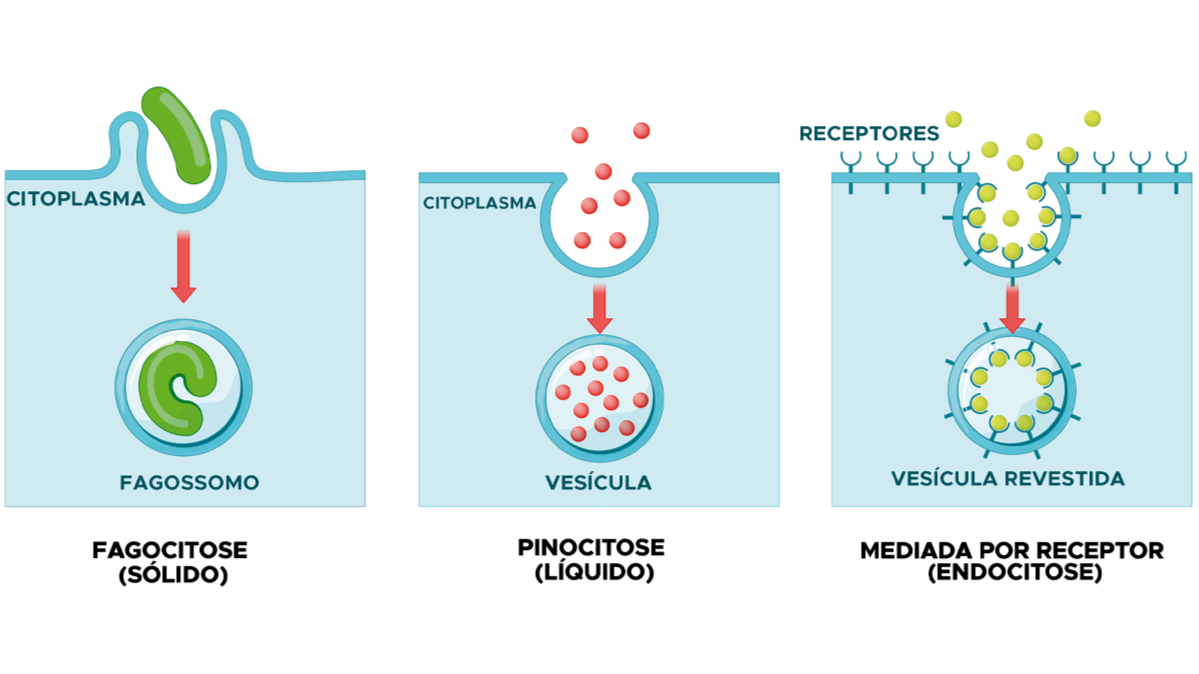 CITOPLASMA
FAGOSSOMO
FAGOCITOSE
(SÓLIDO)
CITOPLASMA
VESÍCULA
PINOCITOSE
(LÍQUIDO)
RECEPTORES
VESÍCULA REVESTIDA
MEDIADA POR RECEPTOR
(ENDOCITOSE)